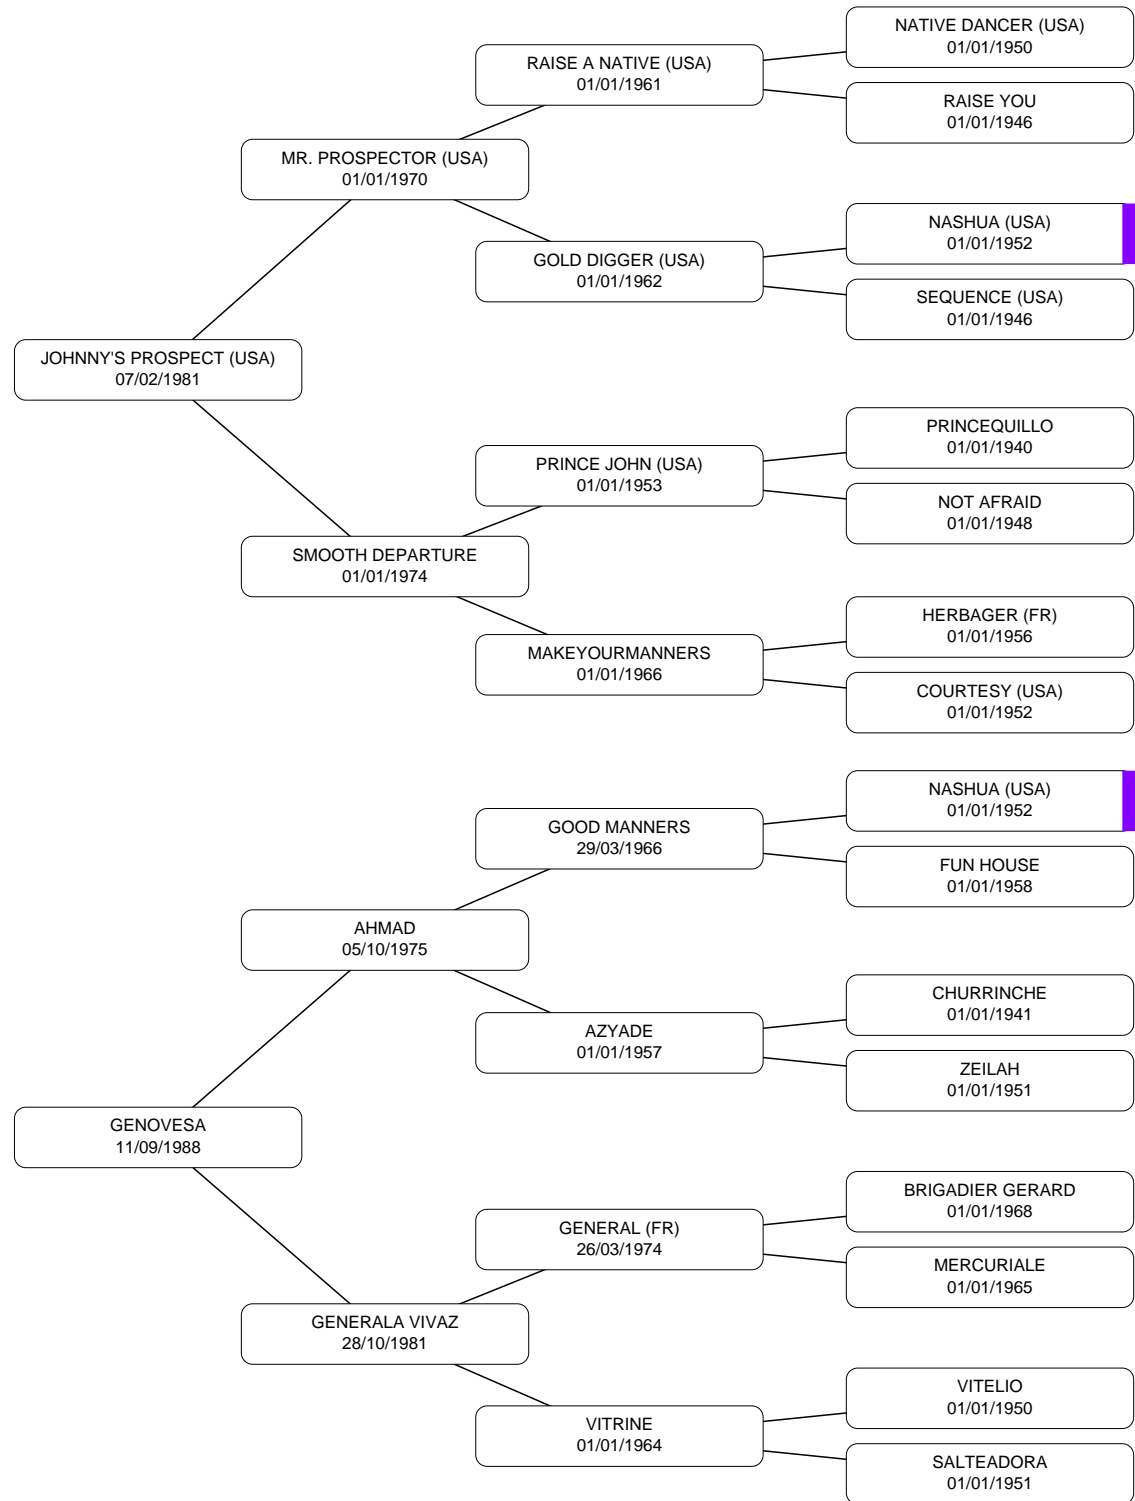 NATIVE DANCER (USA)
01/01/1950
RAISE A NATIVE (USA)
01/01/1961
RAISE YOU
01/01/1946
MR. PROSPECTOR (USA)
01/01/1970
NASHUA (USA)
01/01/1952
GOLD DIGGER (USA)
01/01/1962
SEQUENCE (USA)
01/01/1946
JOHNNY'S PROSPECT (USA)
07/02/1981
PRINCEQUILLO
01/01/1940
PRINCE JOHN (USA)
01/01/1953
NOT AFRAID
01/01/1948
SMOOTH DEPARTURE
01/01/1974
HERBAGER (FR)
01/01/1956
MAKEYOURMANNERS
01/01/1966
COURTESY (USA)
01/01/1952
NASHUA (USA)
01/01/1952
GOOD MANNERS
29/03/1966
FUN HOUSE
01/01/1958
AHMAD
05/10/1975
CHURRINCHE
01/01/1941
AZYADE
01/01/1957
ZEILAH
01/01/1951
GENOVESA
11/09/1988
BRIGADIER GERARD
01/01/1968
GENERAL (FR)
26/03/1974
MERCURIALE
01/01/1965
GENERALA VIVAZ
28/10/1981
VITELIO
01/01/1950
VITRINE
01/01/1964
SALTEADORA
01/01/1951